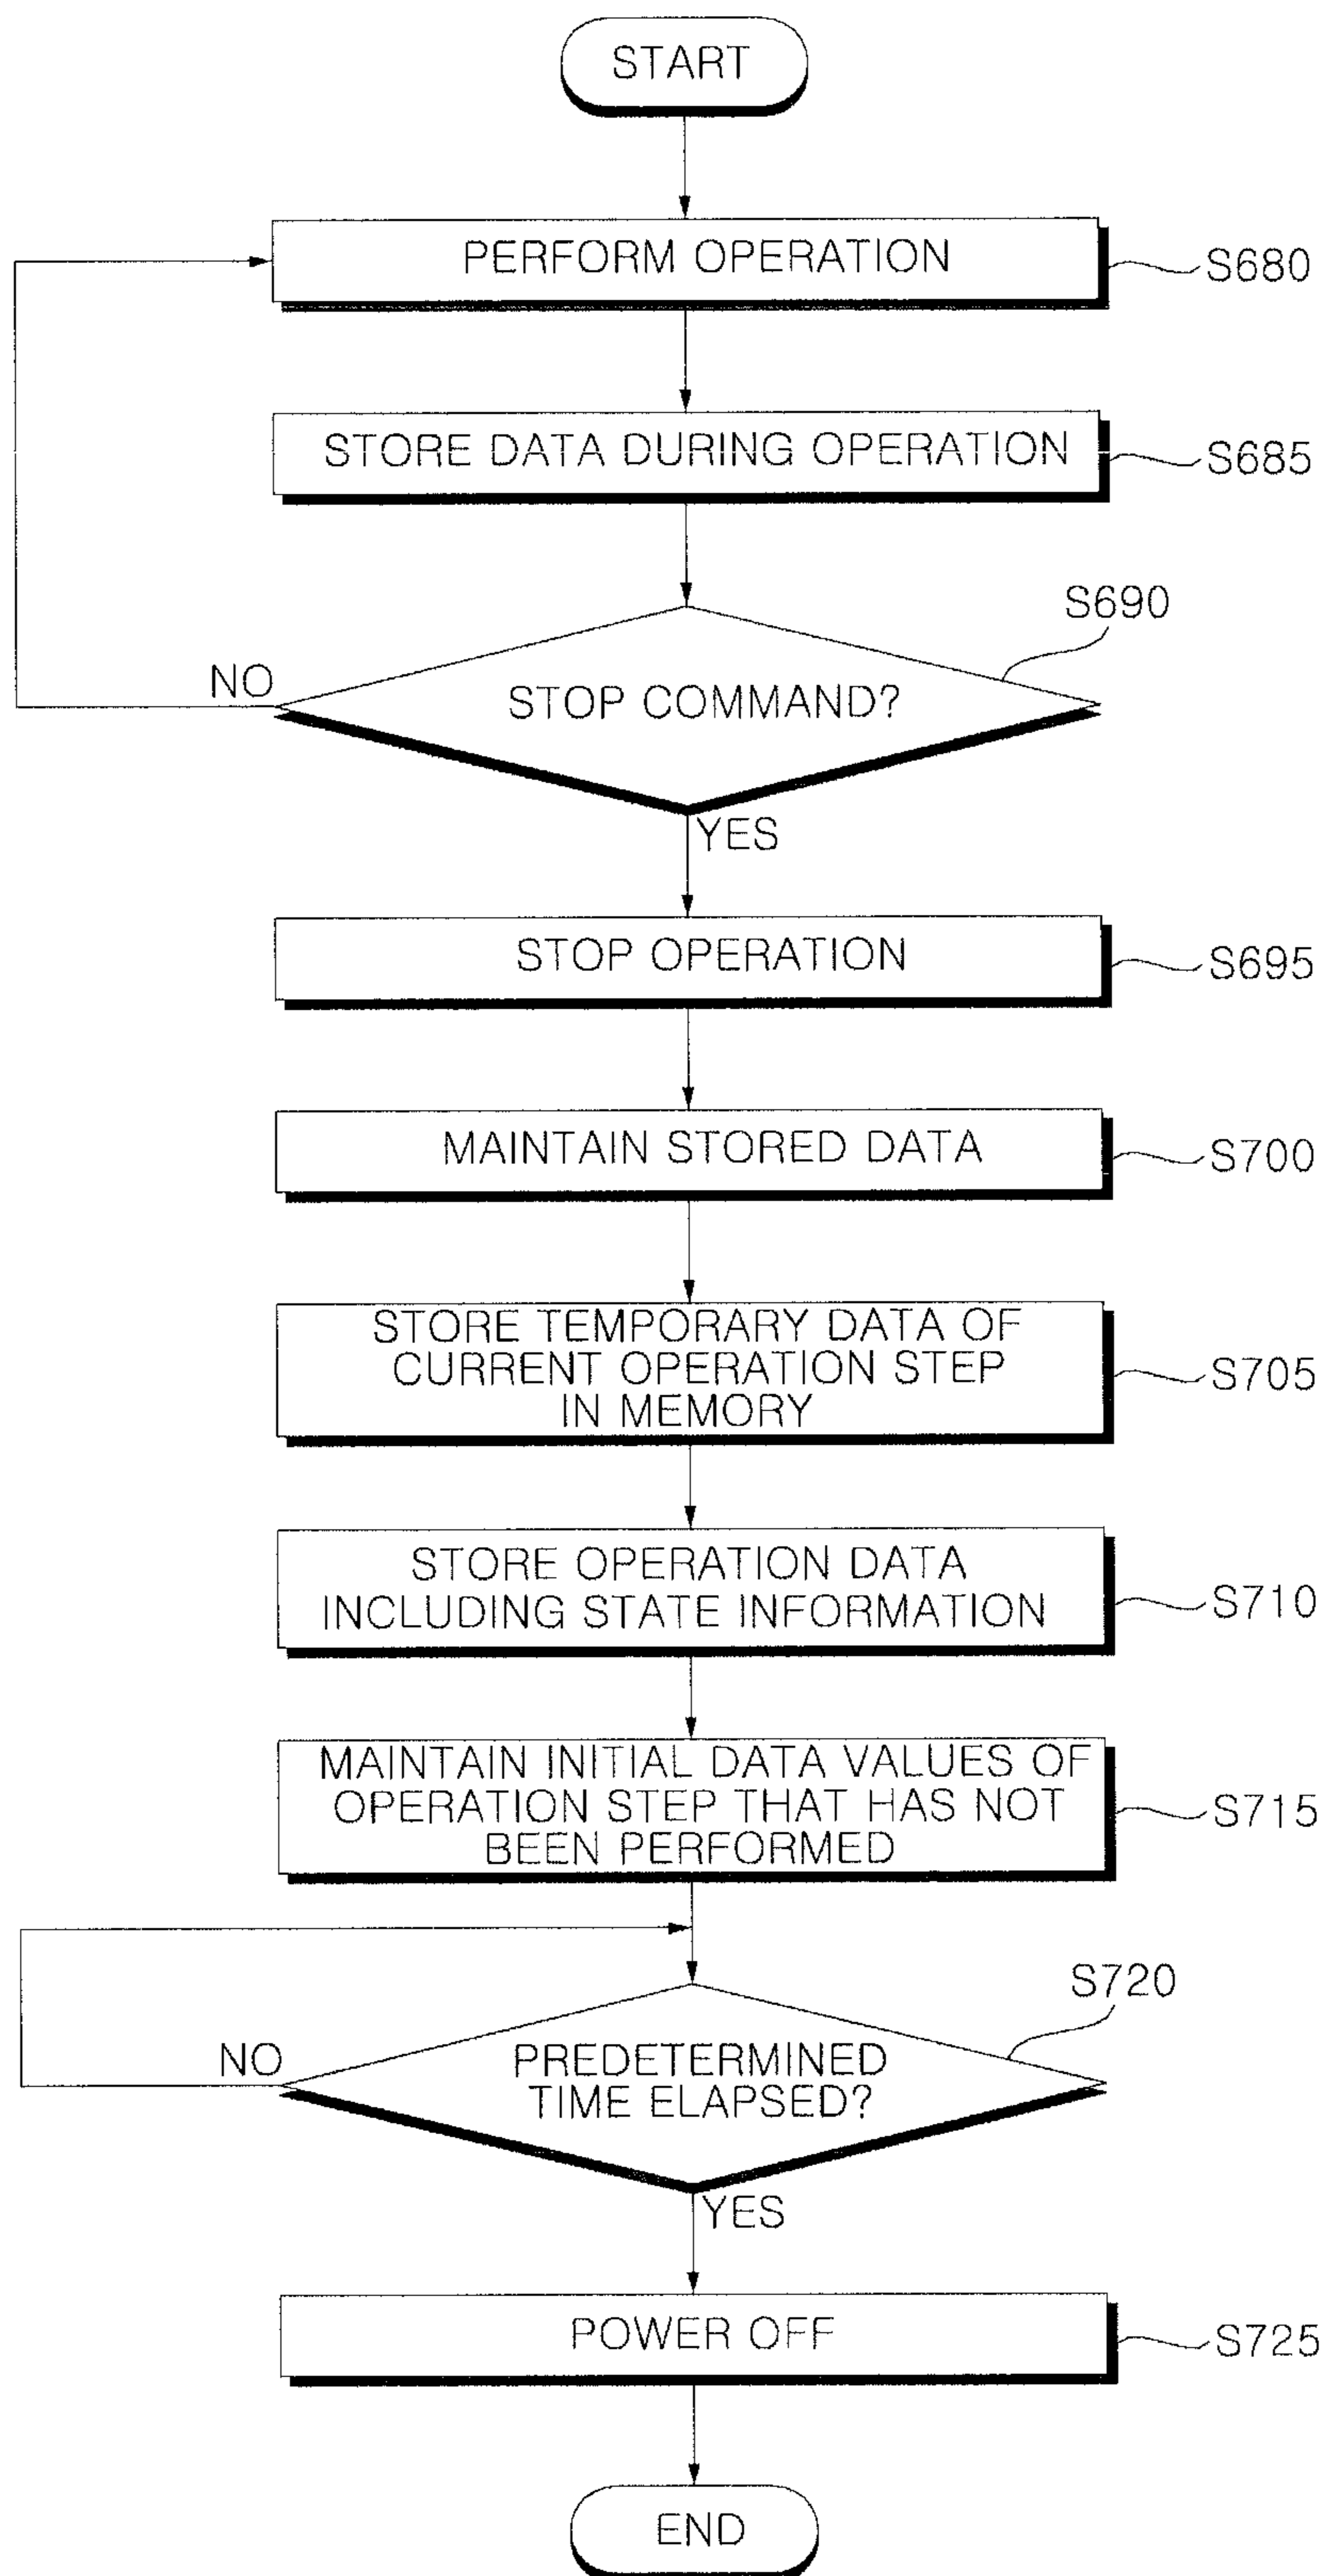 START
PERFORM OPERATION
S680
STORE DATA DURING OPERATION
S685
S690
NO
STOP COMMAND?
YES
STOP OPERATION
S695
MAINTAIN STORED DATA
S700
STORE TEMPORARY DATA OF
CURRENT OPERATION STEP
IN MEMORY
S705
STORE OPERATION DATA
INCLUDING STATE INFORMATION
S710
MAINTAIN INITIAL DATA VALUES OF
OPERATION STEP THAT HAS NOT
BEEN PERFORMED
S715
S720
NO
PREDETERMINED
TIME ELAPSED?
YES
POWER OFF
S725
END